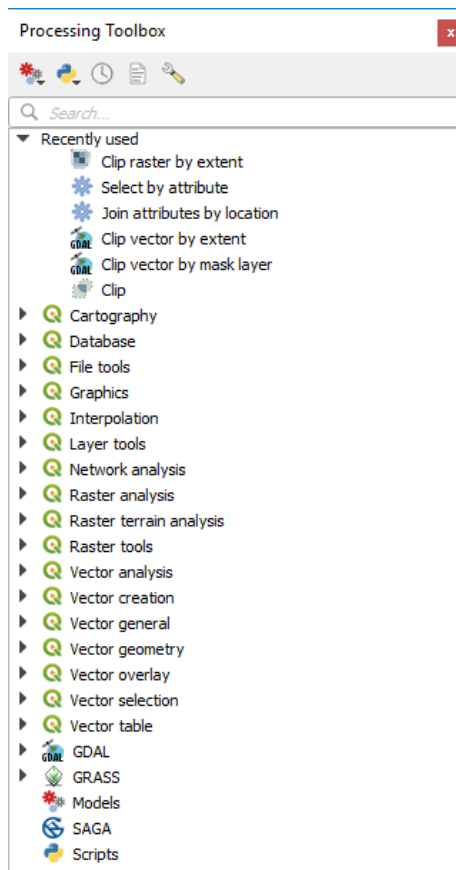 Processing Toolbox
x
Search...
Recently used
Clip raster by extent
Select by attribute
Join attributes by location
GDAL Clip vector by extent
GDAL Clip vector by mask layer
Clip
Cartography
Database
File tools
Graphics
Interpolation
Layer tools
Network analysis
Raster analysis
Raster terrain analysis
Raster tools
Vector analysis
Vector creation
Vector general
Vector geometry
Vector overlay
Vector selection
Vector table
GDAL GDAL
GRASS
Models
SAGA
Scripts